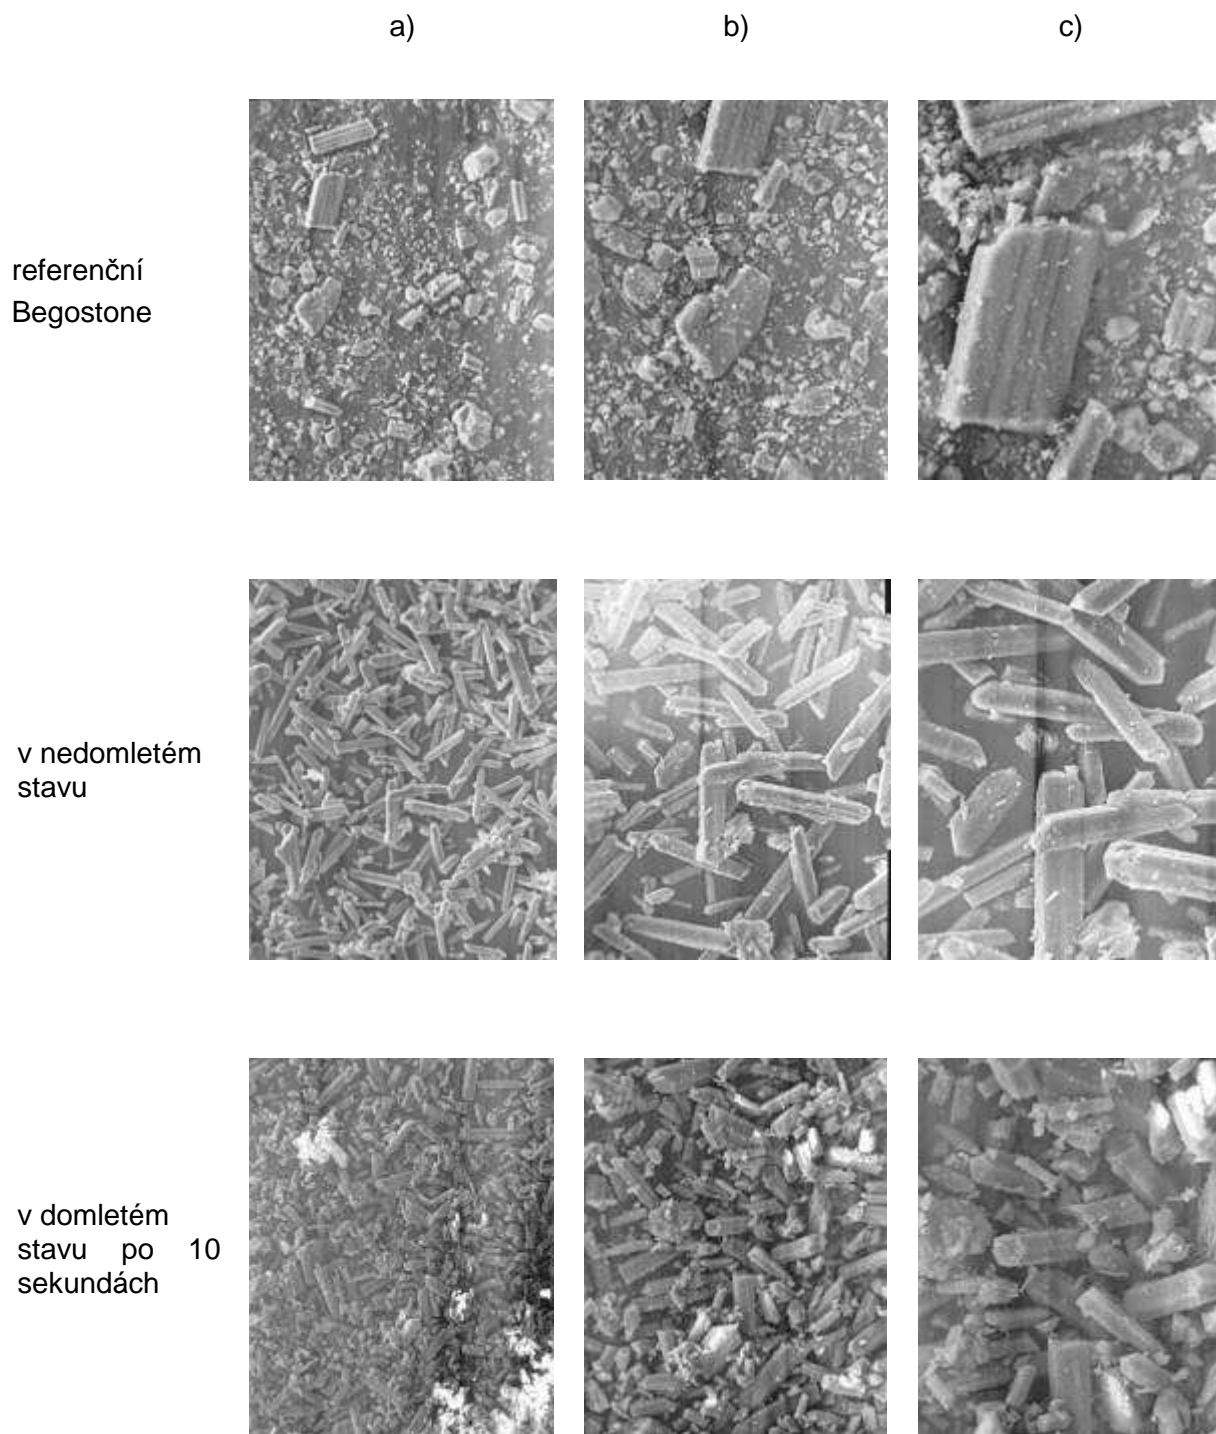 a) b) c)
referenční
Begostone
v nedomletém
stavu
v domletém
stavu po 10
sekundách